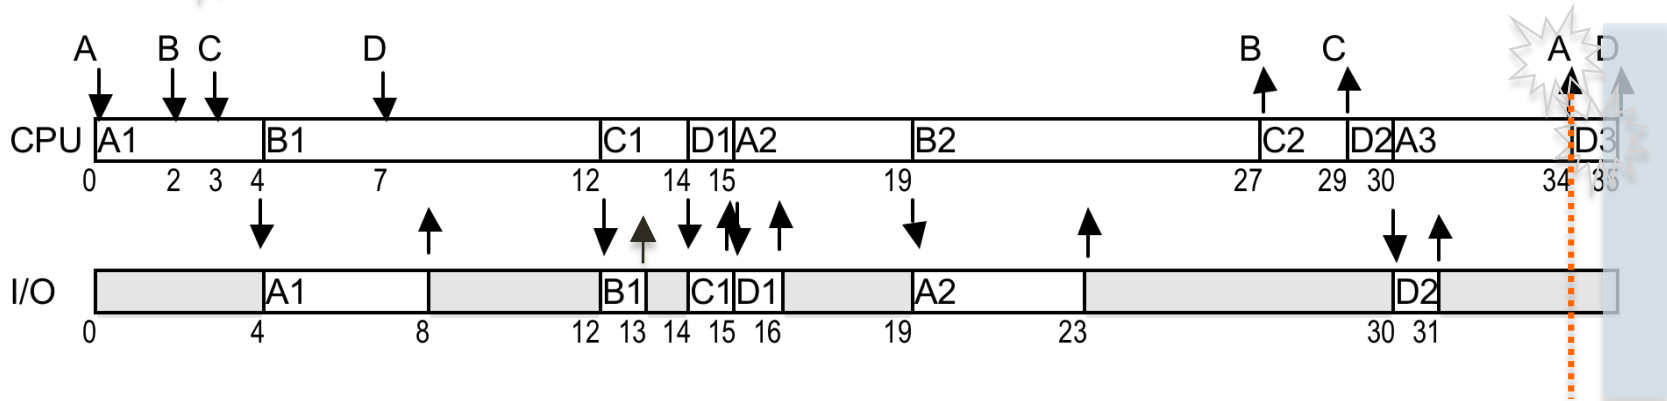 A B C D B C A D
CPU A1 B1 C1 D1 A2 B2 C2 D2 A3 D3
0 2 3 4 7 12 14 15 19 27 29 30 34 35
I/O A1 B1 C1 D1 A2 D2
0 4 8 12 13 14 15 16 19 23 30 31